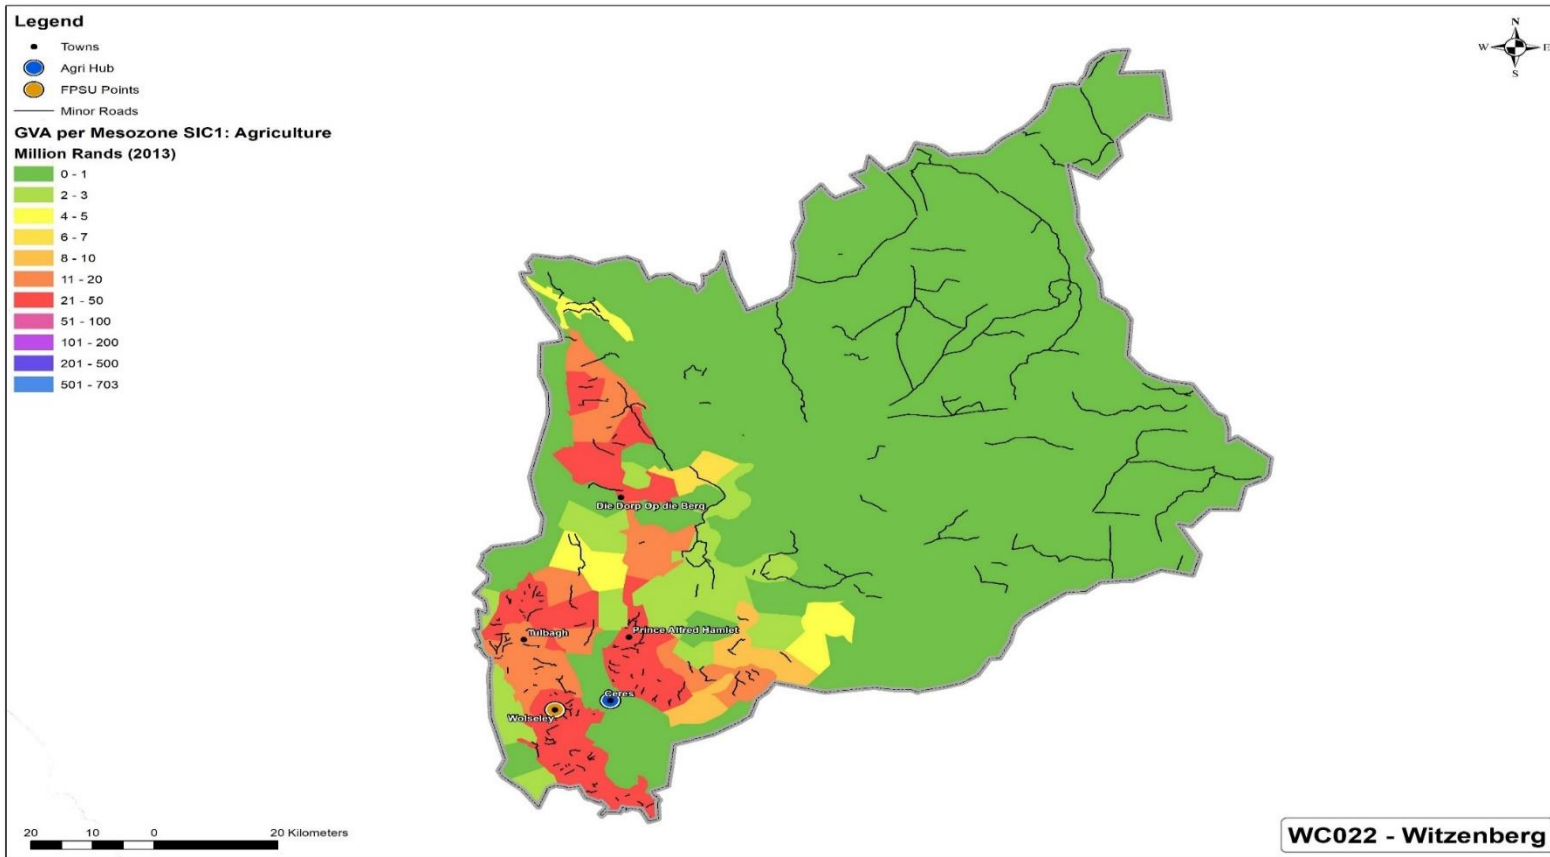 Legend
Towns
Agri Hub
FPSU Points
Minor Roads
GVA per Mesozone SIC1: Agriculture
Million Rands (2013)
0 - 1
2 - 3
4 - 5
6 - 7
8 - 10
11 - 20
21 - 50
51 - 100
101 - 200
201 - 500
501 - 703
N
W E
S
Die Dorp Op die Berg
Tulbagh
Prince Alfred Hamlet
Ceres
Wolseley
20 10 0 20 Kilometers
WC022 - Witzenberg